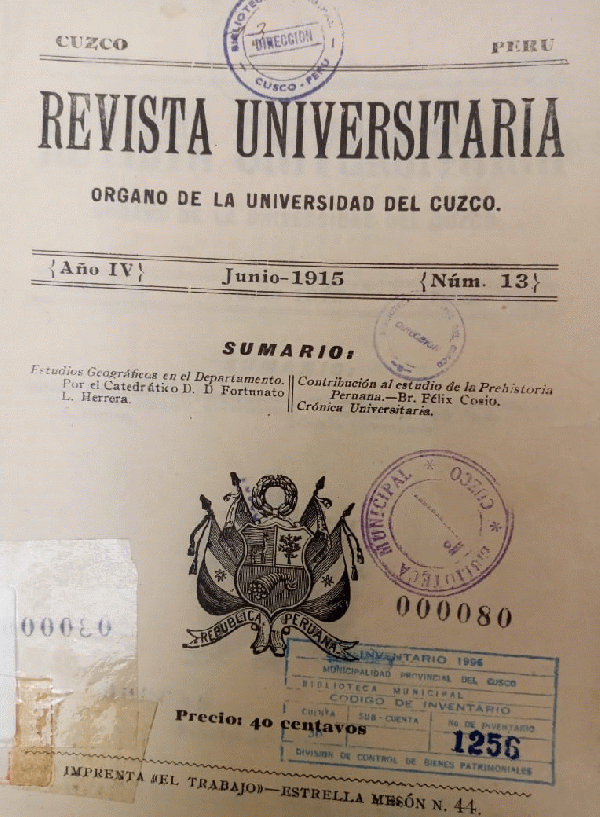 CUZCO PERU
BIBLIOTECA
DIRECCION
CUSCO - PERU
REVISTA UNIVERSITARIA
ORGANO DE LA UNIVERSIDAD DEL CUZCO.
{Año IV} Junio-1915 {Núm. 13}
SUMARIO:
Estudios Geográficos en el Departamento.
Por el Catedrático D. D Fortunato
L. Herrera.
Contribución al estudio de la Prehistoria
Peruana.—Br. Félix Cosio.
Crónica Universitaria.
BIBLIOTECA MUNICIPAL * CUZCO *
No
000080
REPUBLICA PERUANA
INVENTARIO 1996
MUNICIPALIDAD PROVINCIAL DEL CUSCO
BIBLIOTECA MUNICIPAL
CODIGO DE INVENTARIO
CUENTA SUB-CUENTA No. DE INVENTARIO
1256
DIVISION DE CONTROL DE BIENES PATRIMONIALES
Precio: 40 centavos
IMPRENTA «EL TRABAJO»—ESTRELLA MESÓN N. 44.